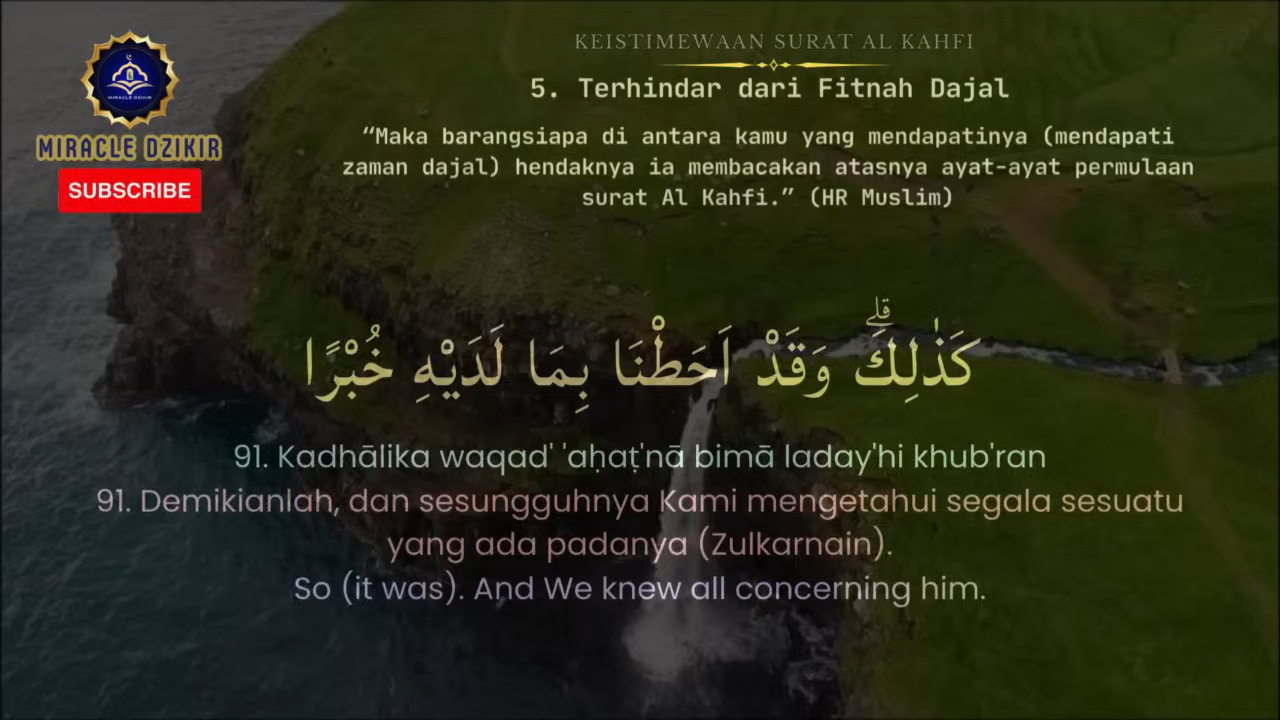 MIRACLE DZIKIR
MIRACLE DZIKIR
SUBSCRIBE
KEISTIMEWAAN SURAT AL KAHFI
5. Terhindar dari Fitnah Dajal
“Maka barangsiapa di antara kamu yang mendapatinya (mendapati
zaman dajal) hendaknya ia membacakan atasnya ayat-ayat permulaan
surat Al Kahfi.” (HR Muslim)
كَذٰلِكَۗ وَقَدْ اَحَطْنَا بِمَا لَدَيْهِ خُبْرًا
91. Kadhālika waqad' 'aḥaṭ'nā bimā laday'hi khub'ran
91. Demikianlah, dan sesungguhnya Kami mengetahui segala sesuatu
yang ada padanya (Zulkarnain).
So (it was). And We knew all concerning him.